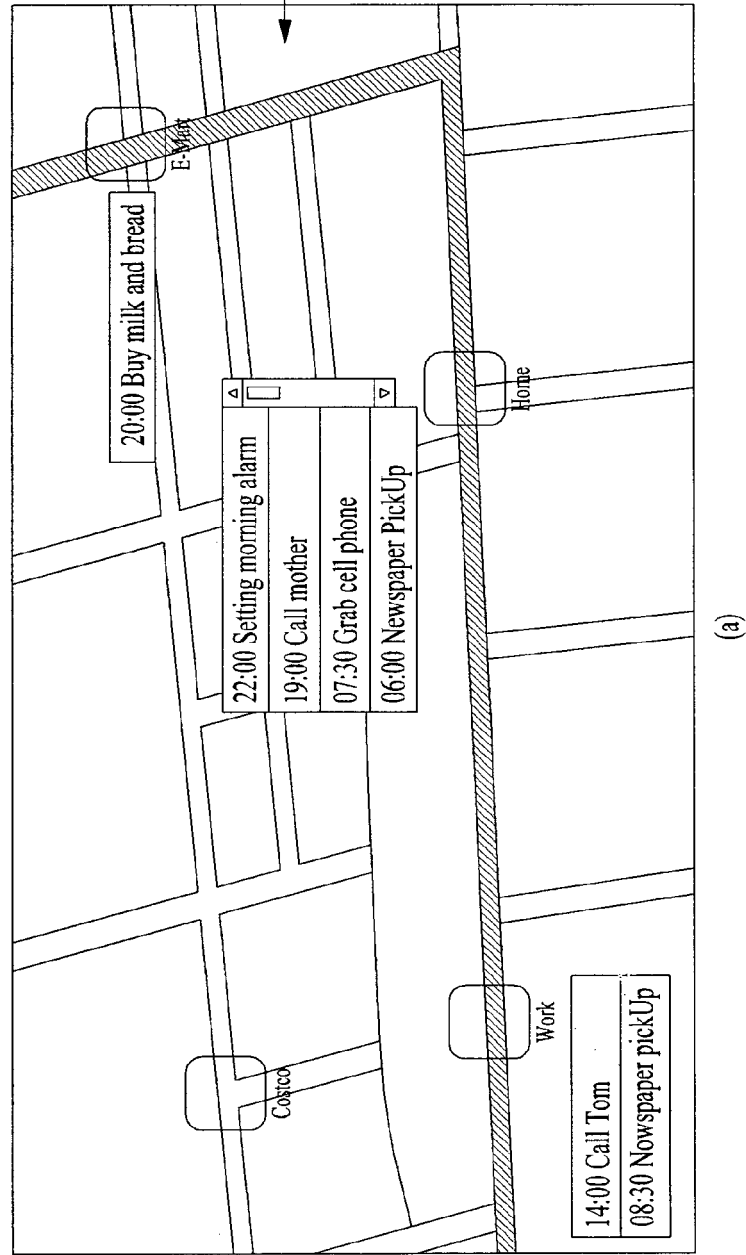 E-Mart
20:00 Buy milk and bread
Costco
22:00 Setting morning alarm
19:00 Call mother
07:30 Grab cell phone
06:00 Newspaper PickUp
Home
Work
14:00 Call Tom
08:30 Nowspaper pickUp
(a)